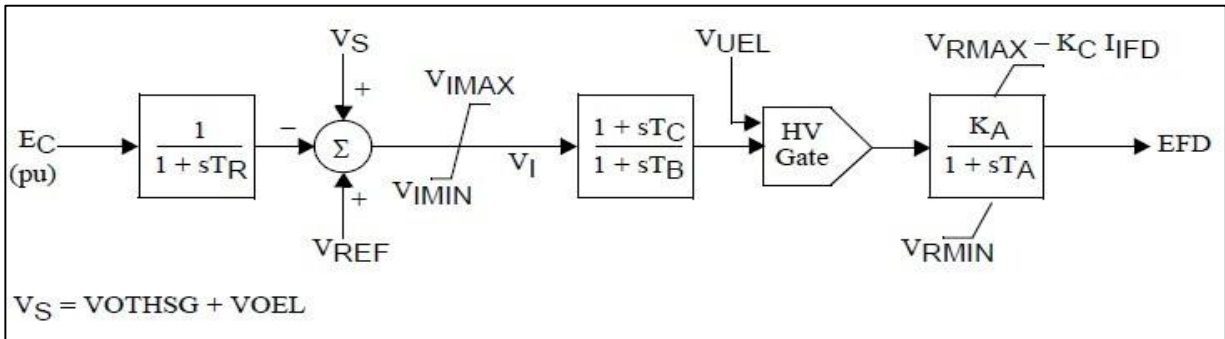 VS
VUEL
VRMAX – KC IIFD
+
VIMAX
EC
(pu)
1
1 + sTR
–
Σ
VI
VIMIN
+
VREF
1 + sTC
1 + sTB
HV
Gate
KA
1 + sTA
EFD
VRMIN
VS = VOTHSG + VOEL